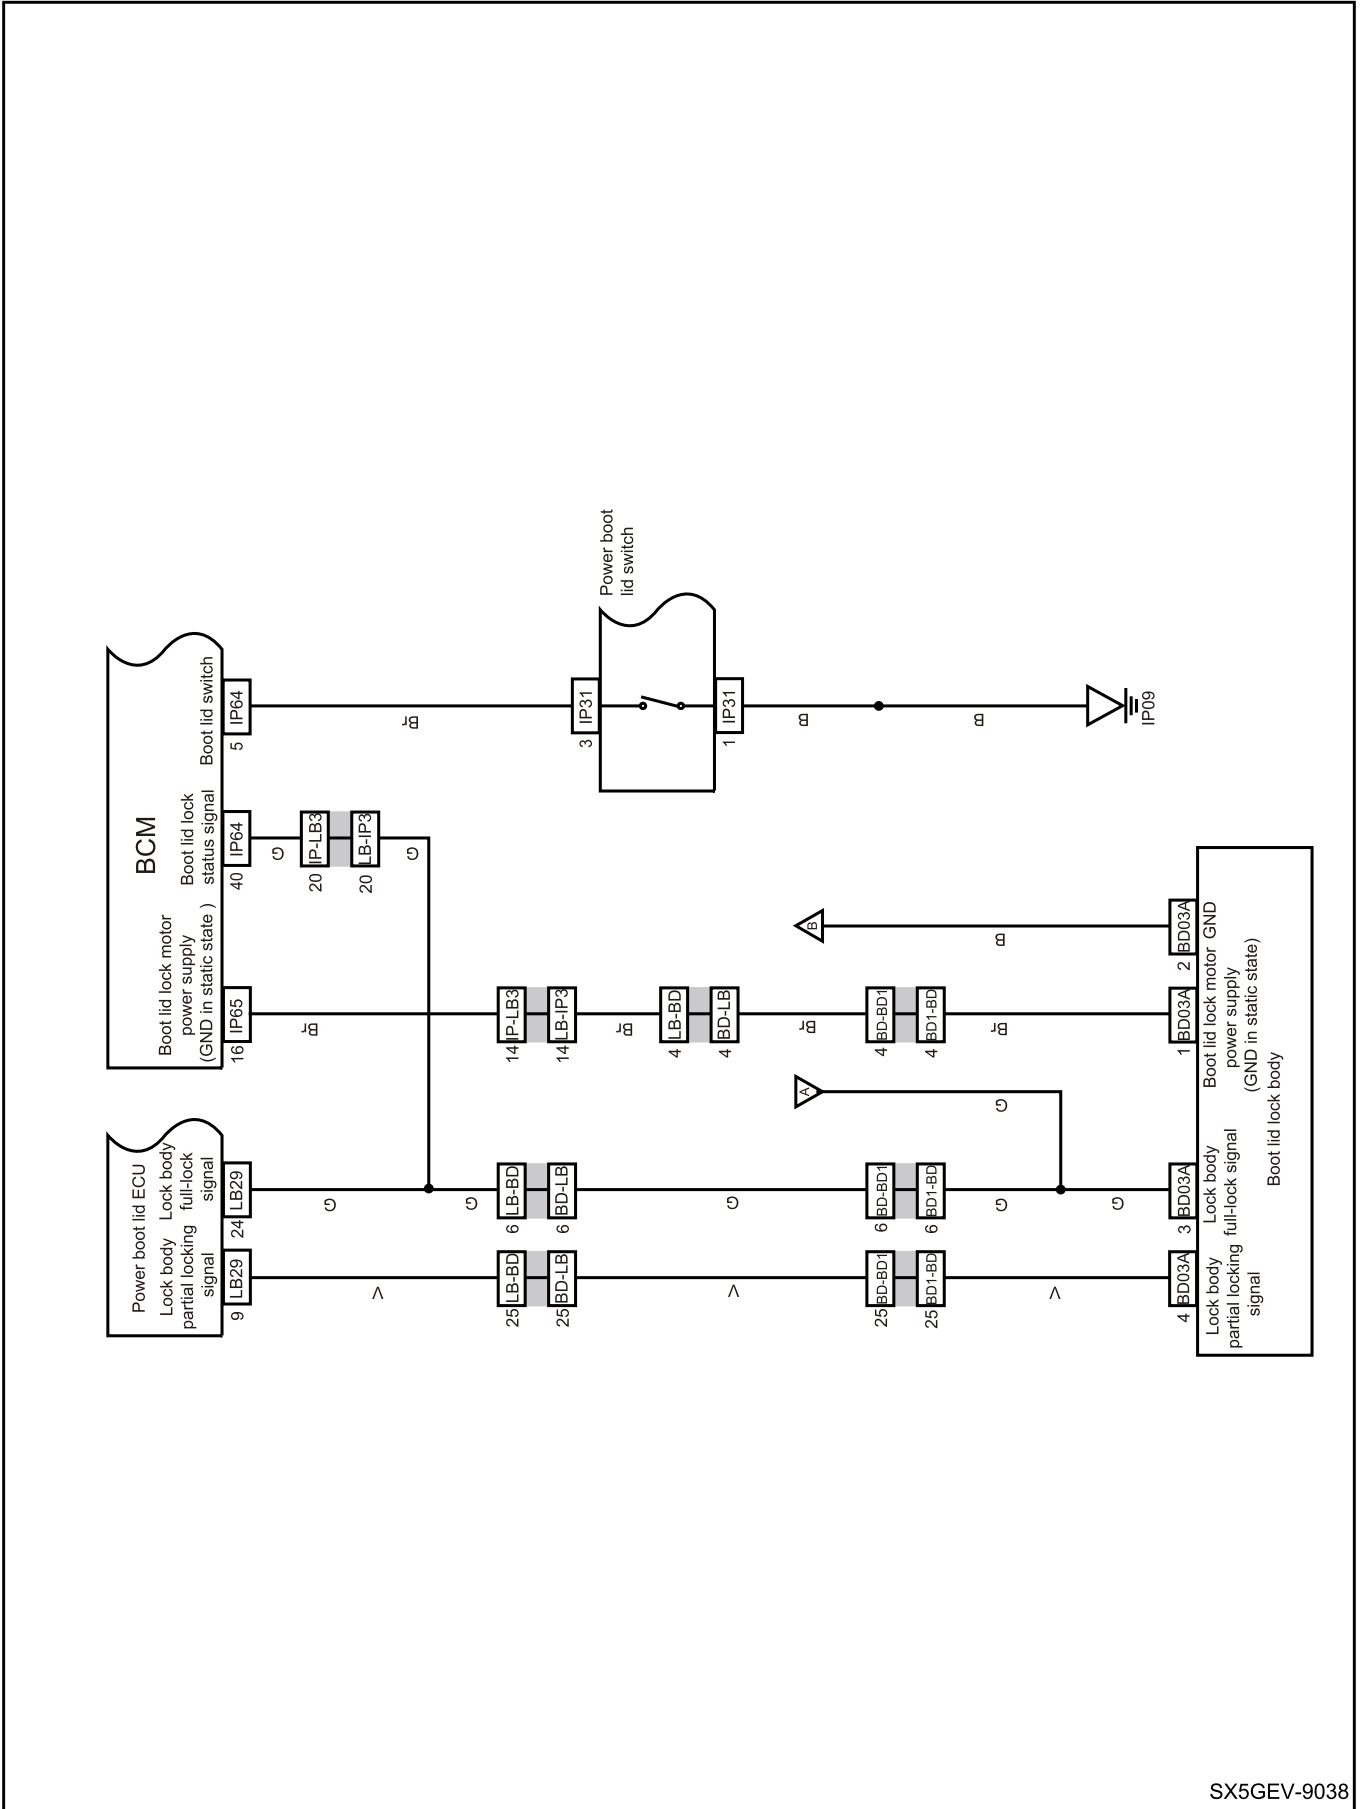 BCM
Boot lid lock motor
power supply
(GND in static state )
Boot lid lock
status signal
Boot lid switch
16
IP65
40
IP64
5
IP64
Power boot lid ECU
Lock body
partial locking
signal
Lock body
full-lock
signal
9
LB29
24
LB29
V
G
Br
G
Br
20
IP-LB3
20
LB-IP3
G
G
25
LB-BD
25
BD-LB
6
LB-BD
6
BD-LB
14
IP-LB3
14
LB-IP3
Power boot
lid switch
3
IP31
1
IP31
Br
4
LB-BD
4
BD-LB
V
G
Br
B
A
B
25
BD-BD1
25
BD1-BD
6
BD-BD1
6
BD1-BD
4
BD-BD1
4
BD1-BD
V
G
G
Br
B
B
G
IP09
4
BD03A
3
BD03A
1
BD03A
2
BD03A
Lock body
partial locking
signal
Lock body
full-lock signal
Boot lid lock motor
power supply
(GND in static state)
GND
Boot lid lock body
SX5GEV-9038